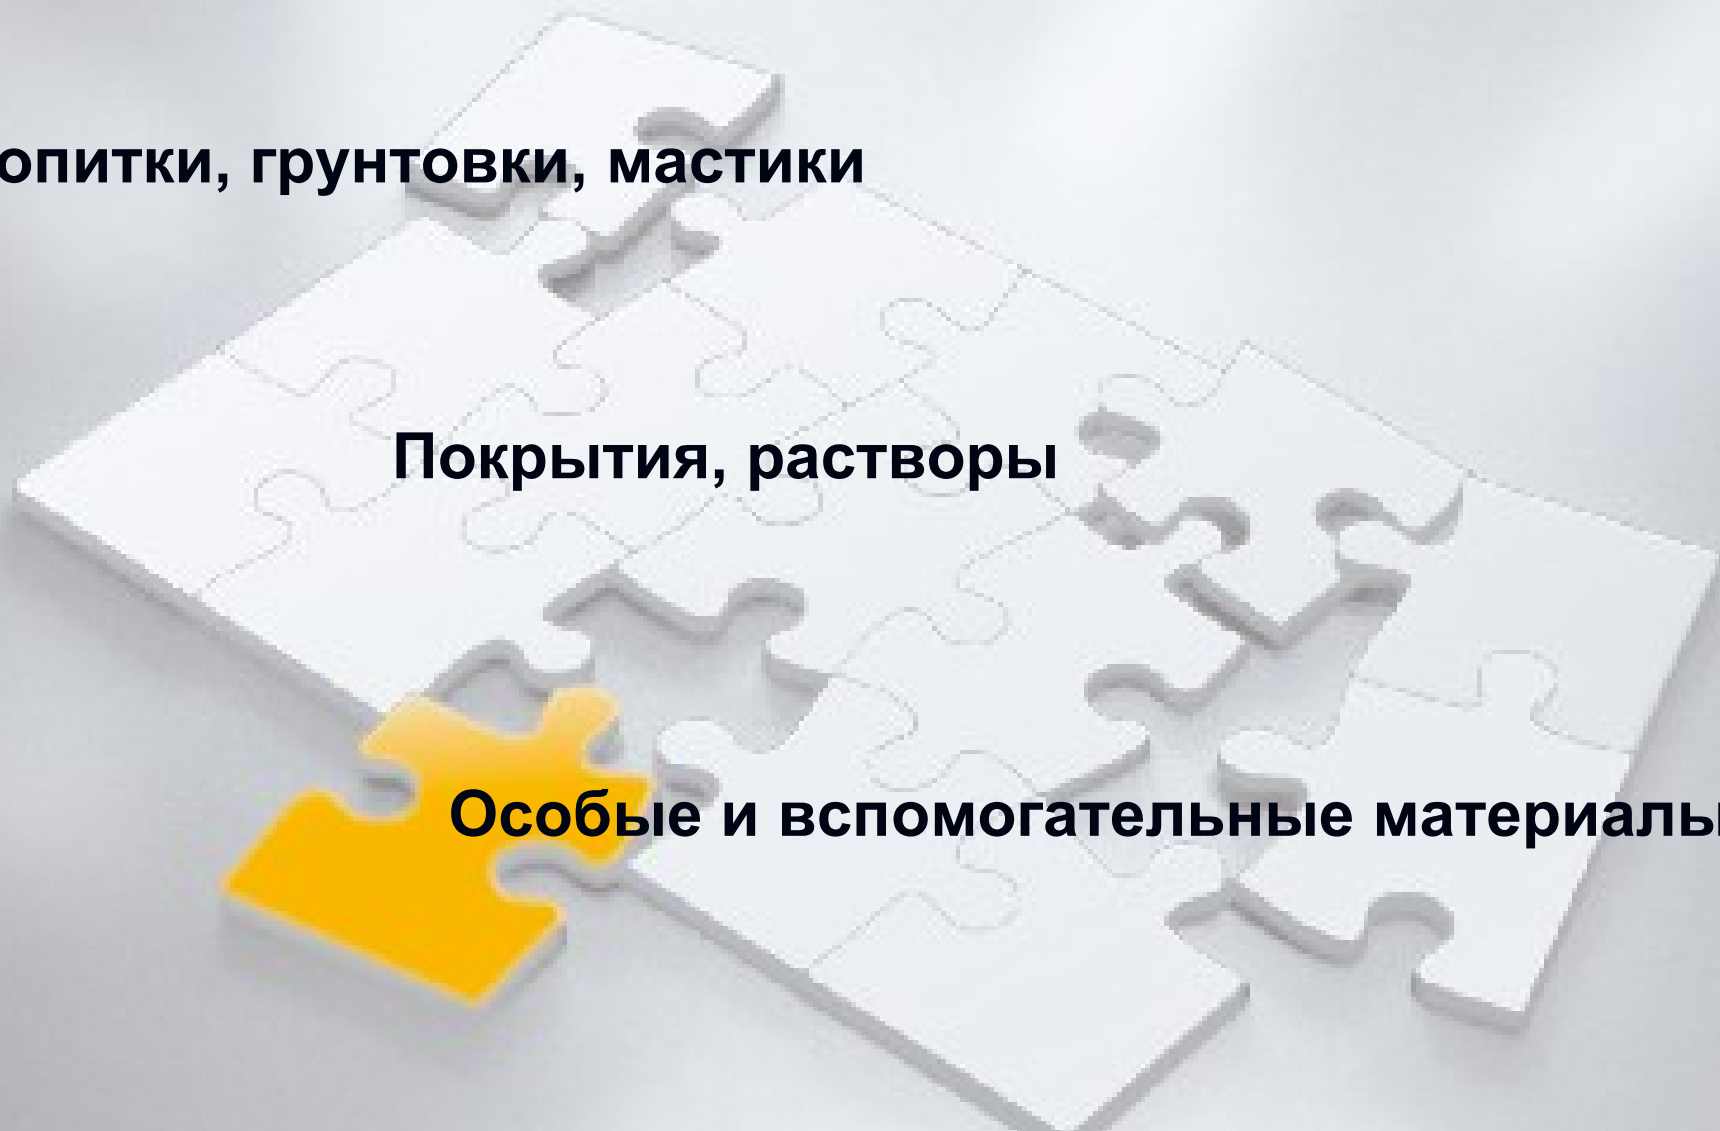 опитки, грунтовки, мастики
Покрытия, растворы
Особые и вспомогательные материалы